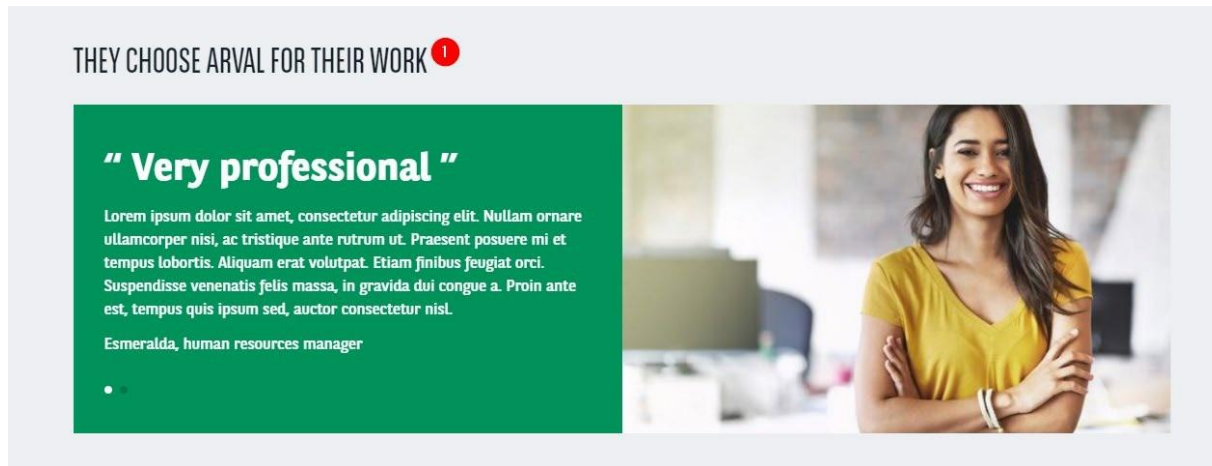 THEY CHOOSE ARVAL FOR THEIR WORK 1
“ Very professional ”
Lorem ipsum dolor sit amet, consectetur adipiscing elit. Nullam ornare
ullamcorper nisi, ac tristique ante rutrum ut. Praesent posuere mi et
tempus lobortis. Aliquam erat volutpat. Etiam finibus feugiat orci.
Suspendisse venenatis felis massa, in gravida dui congue a. Proin ante
est, tempus quis ipsum sed, auctor consectetur nisl.
Esmeralda, human resources manager